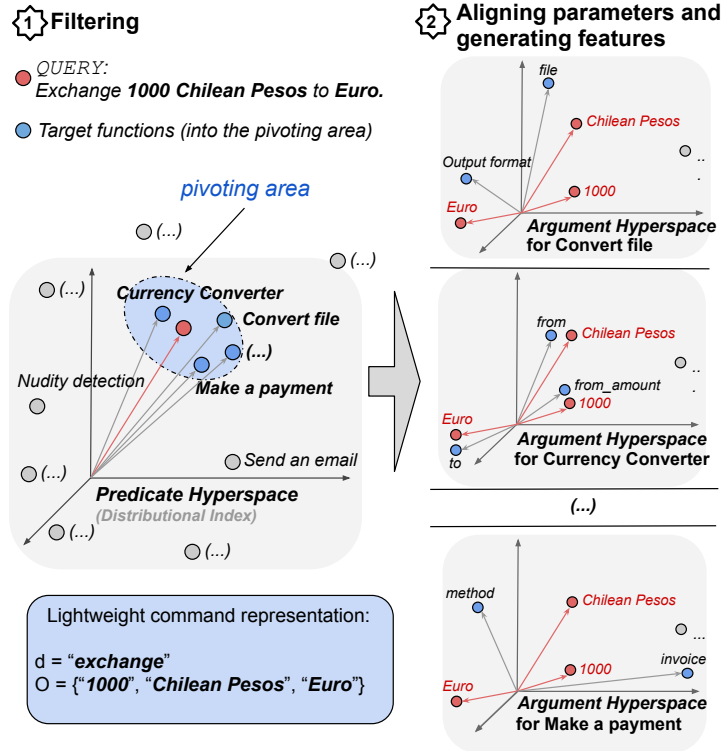 1 Filtering
QUERY:
Exchange 1000 Chilean Pesos to Euro.
Target functions (into the pivoting area)
pivoting area
(...)
(...)
(...)
Currency Converter
Convert file
(...)
Nudity detection
Make a payment
(...)
Send an email
Predicate Hyperspace
(Distributional Index)
(...)
(...)
Lightweight command representation:
d = “exchange”
O = {“1000”, “Chilean Pesos”, “Euro”}
2 Aligning parameters and
generating features
file
Chilean Pesos
..
.
Output format
1000
Euro
Argument Hyperspace
for Convert file
from
Chilean Pesos
..
.
from_amount
1000
Euro
to
Argument Hyperspace
for Currency Converter
(...)
method
Chilean Pesos
...
invoice
1000
Euro
Argument Hyperspace
for Make a payment